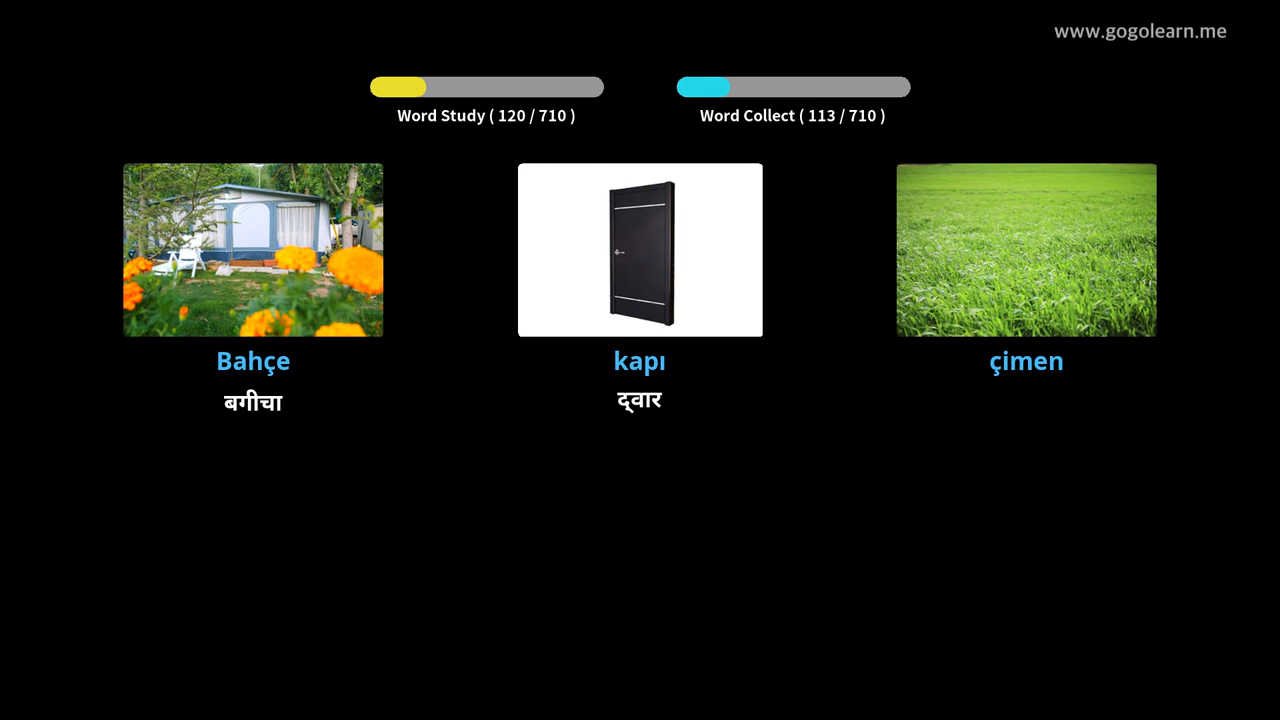 www.gogolearn.me
Word Study ( 120 / 710 )
Word Collect ( 113 / 710 )
Bahçe
kapı
çimen
बगीचा
द्वार